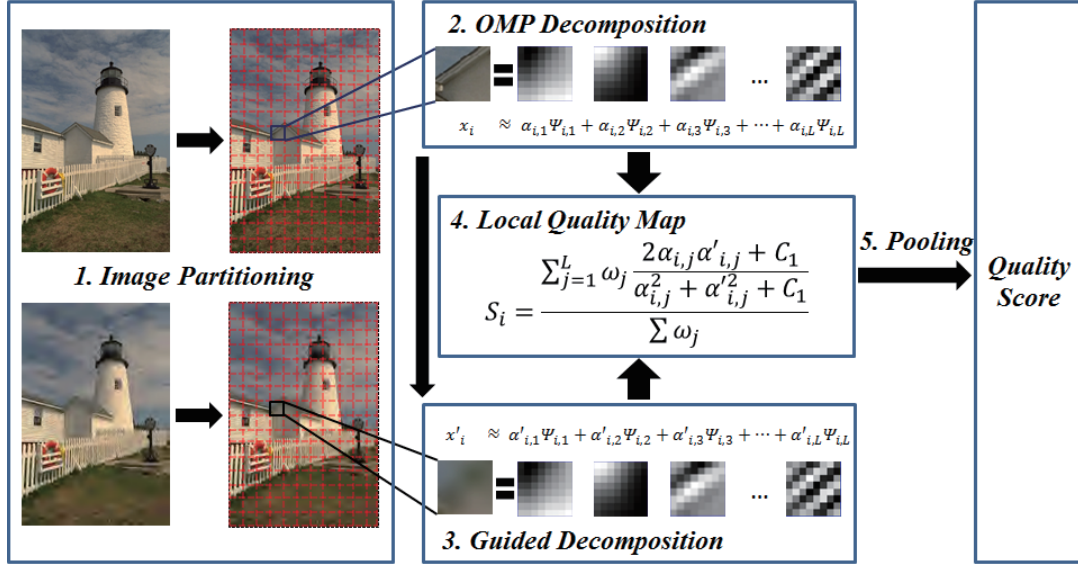 1. Image Partitioning
2. OMP Decomposition
=
...
x_i ≈ α_{i,1}Ψ_{i,1} + α_{i,2}Ψ_{i,2} + α_{i,3}Ψ_{i,3} + ⋯ + α_{i,L}Ψ_{i,L}
4. Local Quality Map
S_i = \frac{\sum_{j=1}^{L} ω_j \frac{2α_{i,j}α'_{i,j} + C_1}{α_{i,j}^2 + α'^2_{i,j} + C_1}}{\sum ω_j}
x'_i ≈ α'_{i,1}Ψ_{i,1} + α'_{i,2}Ψ_{i,2} + α'_{i,3}Ψ_{i,3} + ⋯ + α'_{i,L}Ψ_{i,L}
=
...
3. Guided Decomposition
5. Pooling
Quality
Score